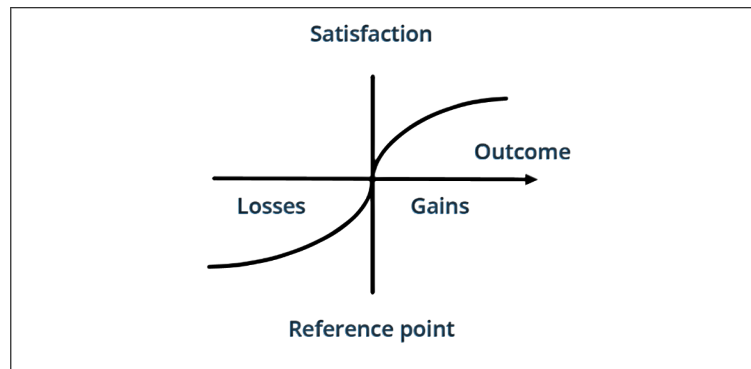 Satisfaction
Outcome
Losses
Gains
Reference point